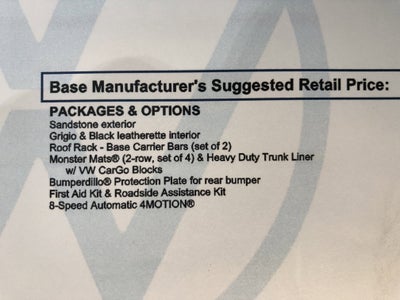 Base Manufacturer's Suggested Retail Price:
PACKAGES & OPTIONS
Sandstone exterior
Grigio & Black leatherette interior
Roof Rack - Base Carrier Bars (set of 2)
Monster Mats® (2-row, set of 4) & Heavy Duty Trunk Liner
w/ VW CarGo Blocks
Bumperdillo® Protection Plate for rear bumper
First Aid Kit & Roadside Assistance Kit
8-Speed Automatic 4MOTION®